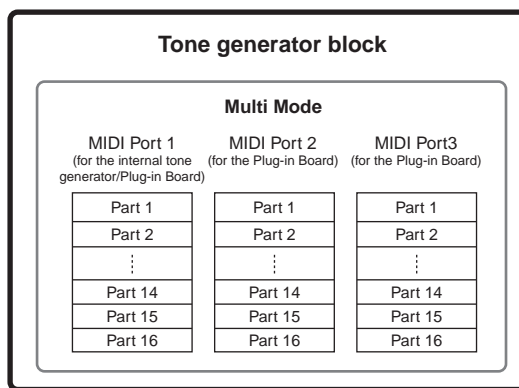 Tone generator block
Multi Mode
MIDI Port 1
(for the internal tone
generator/Plug-in Board)
Part 1
Part 2
Part 14
Part 15
Part 16
MIDI Port 2
(for the Plug-in Board)
Part 1
Part 2
Part 14
Part 15
Part 16
MIDI Port3
(for the Plug-in Board)
Part 1
Part 2
Part 14
Part 15
Part 16